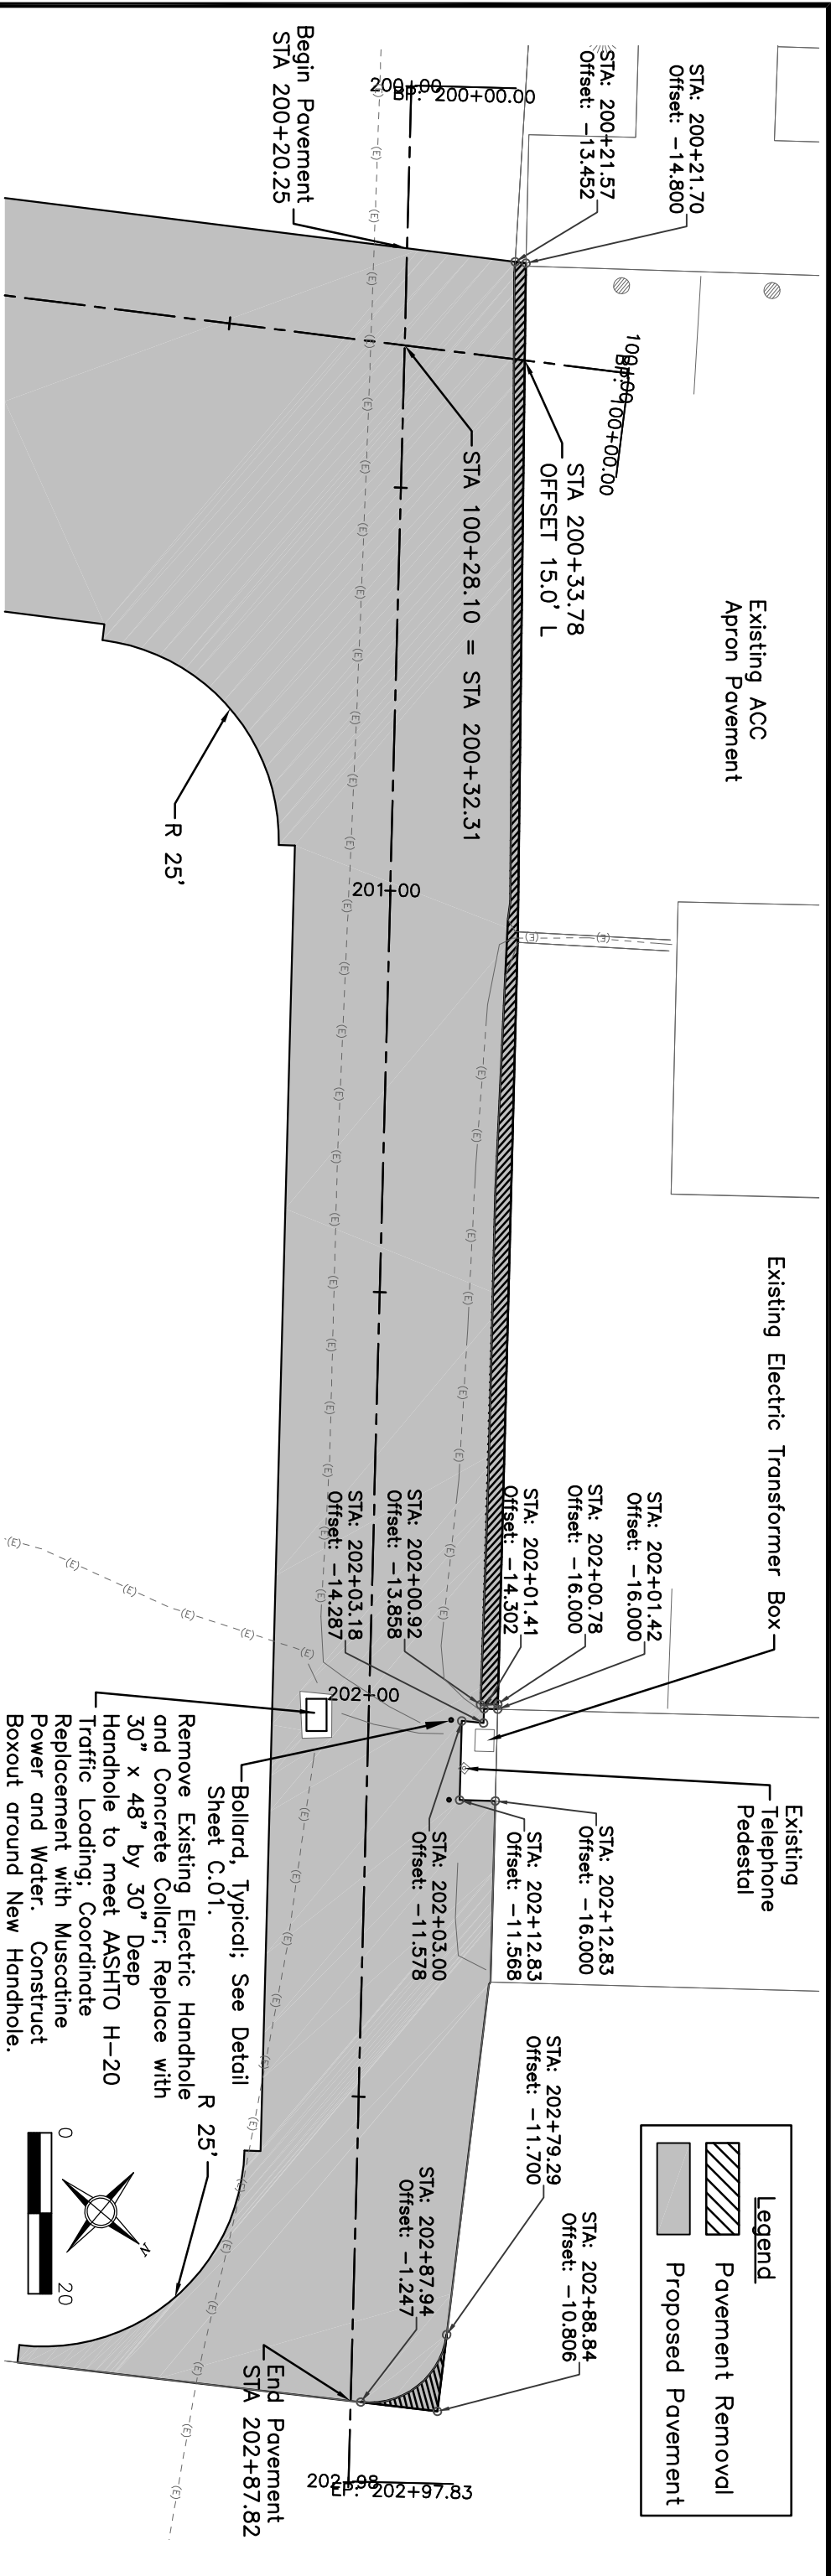 STA: 200+21.70
Offset: -14.800
STA: 200+21.57
Offset: -13.452
200+00
BP: 200+00.00
Begin Pavement
STA 200+20.25
100+00
BP: 100+00.00
STA 200+33.78
OFFSET 15.0' L
STA 100+28.10 = STA 200+32.31
Existing ACC
Apron Pavement
R 25'
201+00
(E)
Existing Electric Transformer Box
STA: 202+01.42
Offset: -16.000
STA: 202+00.78
Offset: -16.000
STA: 202+01.41
Offset: -14.302
STA: 202+00.92
Offset: -13.858
STA: 202+03.18
Offset: -14.287
202+00
Existing
Telephone
Pedestal
STA: 202+12.83
Offset: -16.000
STA: 202+12.83
Offset: -11.568
STA: 202+03.00
Offset: -11.578
Bollard, Typical; See Detail
Sheet C.01.
Remove Existing Electric Handhole
and Concrete Collar; Replace with
30" x 48" by 30" Deep
Handhole to meet AASHTO H-20
Traffic Loading; Coordinate
Replacement with Muscatine
Power and Water. Construct
Boxout around New Handhole.
R 25'
STA: 202+79.29
Offset: -11.700
STA: 202+88.84
Offset: -10.806
STA: 202+87.94
Offset: -1.247
End Pavement
STA 202+87.82
202+98
EP: 202+97.83
Legend
Pavement Removal
Proposed Pavement
N
0 20